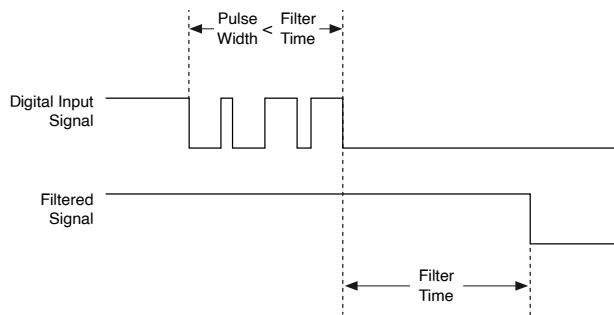 Pulse Width < Filter Time
Digital Input
Signal
Filtered
Signal
Filter
Time